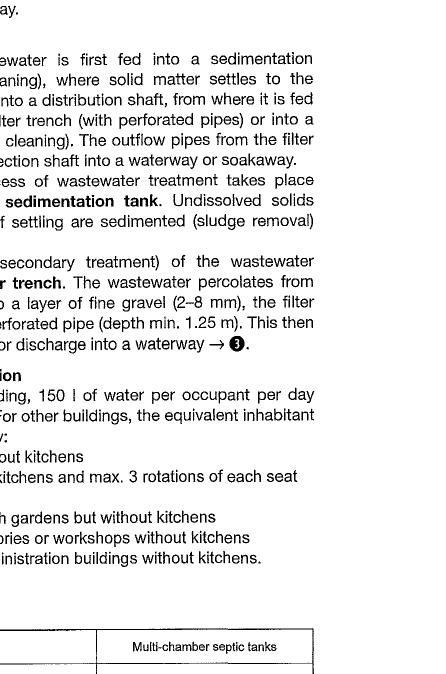 ay.
ewater is first fed into a sedimentation
aning), where solid matter settles to the
nto a distribution shaft, from where it is fed
lter trench (with perforated pipes) or into a
cleaning). The outflow pipes from the filter
ection shaft into a waterway or soakaway.
ess of wastewater treatment takes place
sedimentation tank. Undissolved solids
f settling are sedimented (sludge removal)
secondary treatment) of the wastewater
r trench. The wastewater percolates from
o a layer of fine gravel (2–8 mm), the filter
erforated pipe (depth min. 1.25 m). This then
or discharge into a waterway → ❸.
ion
ding, 150 l of water per occupant per day
For other buildings, the equivalent inhabitant
y:
out kitchens
kitchens and max. 3 rotations of each seat
h gardens but without kitchens
ories or workshops without kitchens
inistration buildings without kitchens.
Multi-chamber septic tanks